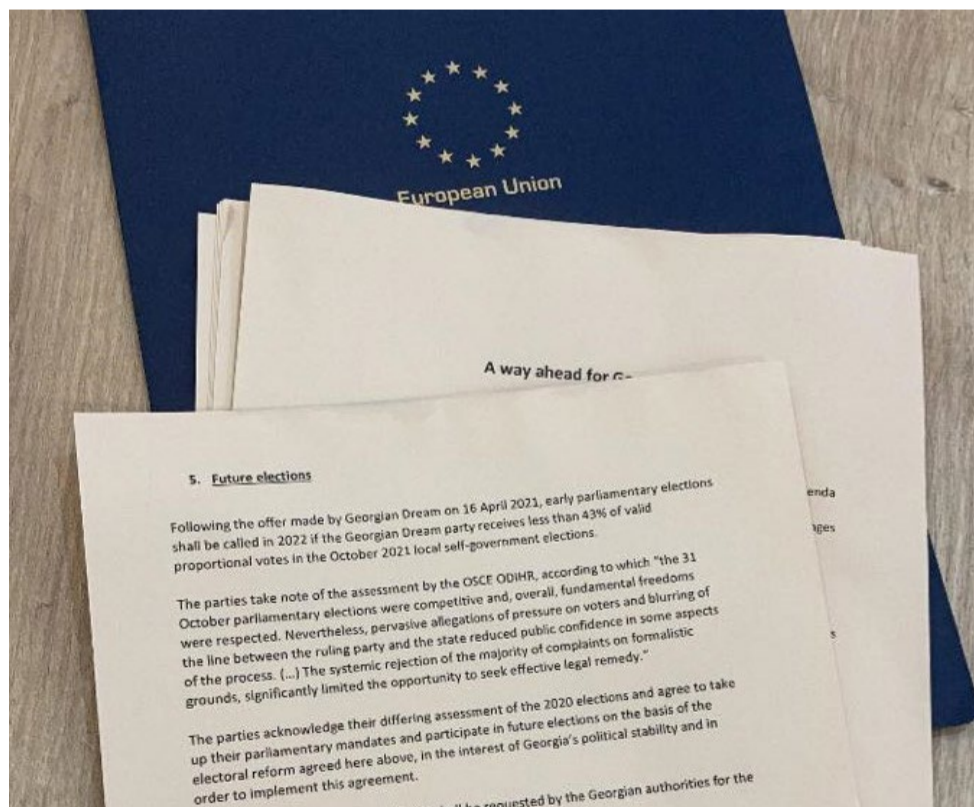 European Union
A way ahead for
enda
ages
s
5. Future elections
Following the offer made by Georgian Dream on 16 April 2021, early parliamentary elections
shall be called in 2022 if the Georgian Dream party receives less than 43% of valid
proportional votes in the October 2021 local self-government elections.
The parties take note of the assessment by the OSCE ODIHR, according to which "the 31
October parliamentary elections were competitive and, overall, fundamental freedoms
were respected. Nevertheless, pervasive allegations of pressure on voters and blurring of
the line between the ruling party and the state reduced public confidence in some aspects
of the process. (...) The systemic rejection of the majority of complaints on formalistic
grounds, significantly limited the opportunity to seek effective legal remedy."
The parties acknowledge their differing assessment of the 2020 elections and agree to take
up their parliamentary mandates and participate in future elections on the basis of the
electoral reform agreed here above, in the interest of Georgia's political stability and in
order to implement this agreement.
requested by the Georgian authorities for the